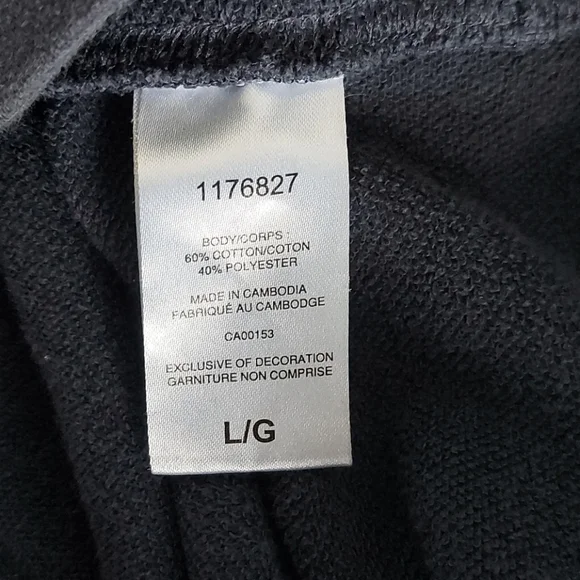 1176827
BODY/CORPS :
60% COTTON/COTON
40% POLYESTER
MADE IN CAMBODIA
FABRIQUÉ AU CAMBODGE
CA00153
EXCLUSIVE OF DECORATION
GARNITURE NON COMPRISE
L/G